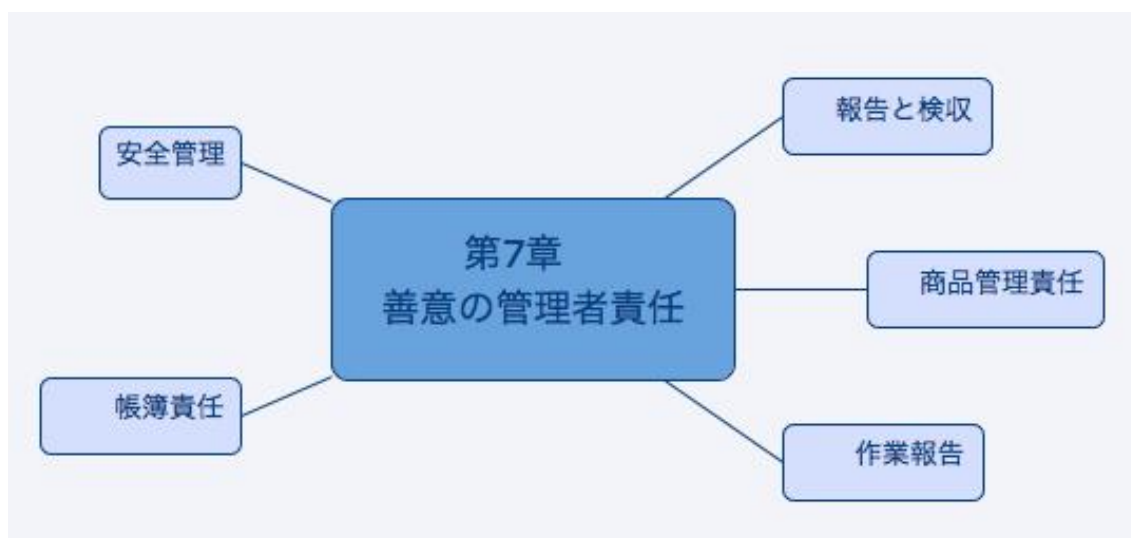 第7章
善意の管理者責任
報告と検収
商品管理責任
作業報告
安全管理
帳簿責任